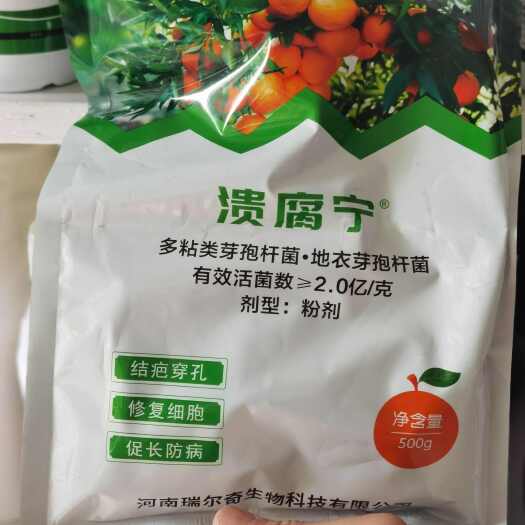 溃腐宁®
多粘类芽孢杆菌·地衣芽孢杆菌
有效活菌数≥2.0亿/克
剂型：粉剂
结疤穿孔
修复细胞
促长防病
净含量
500g
河南瑞尔奇生物科技有限公司